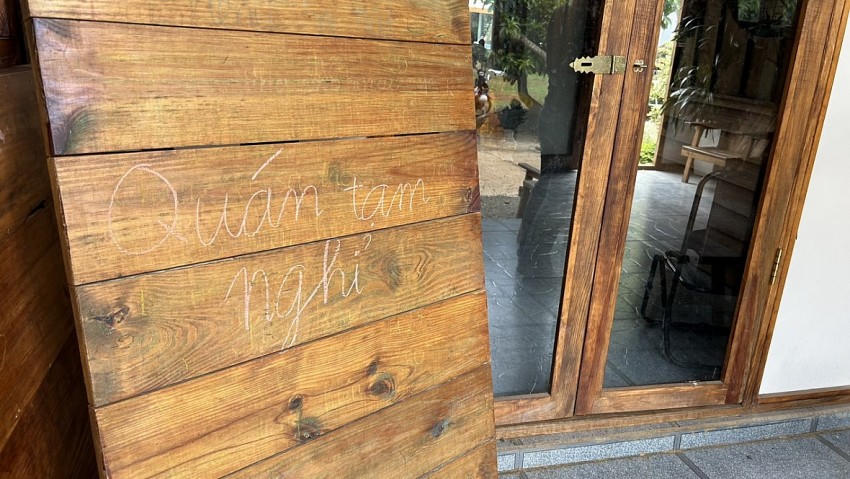 Quán tạm
nghỉ